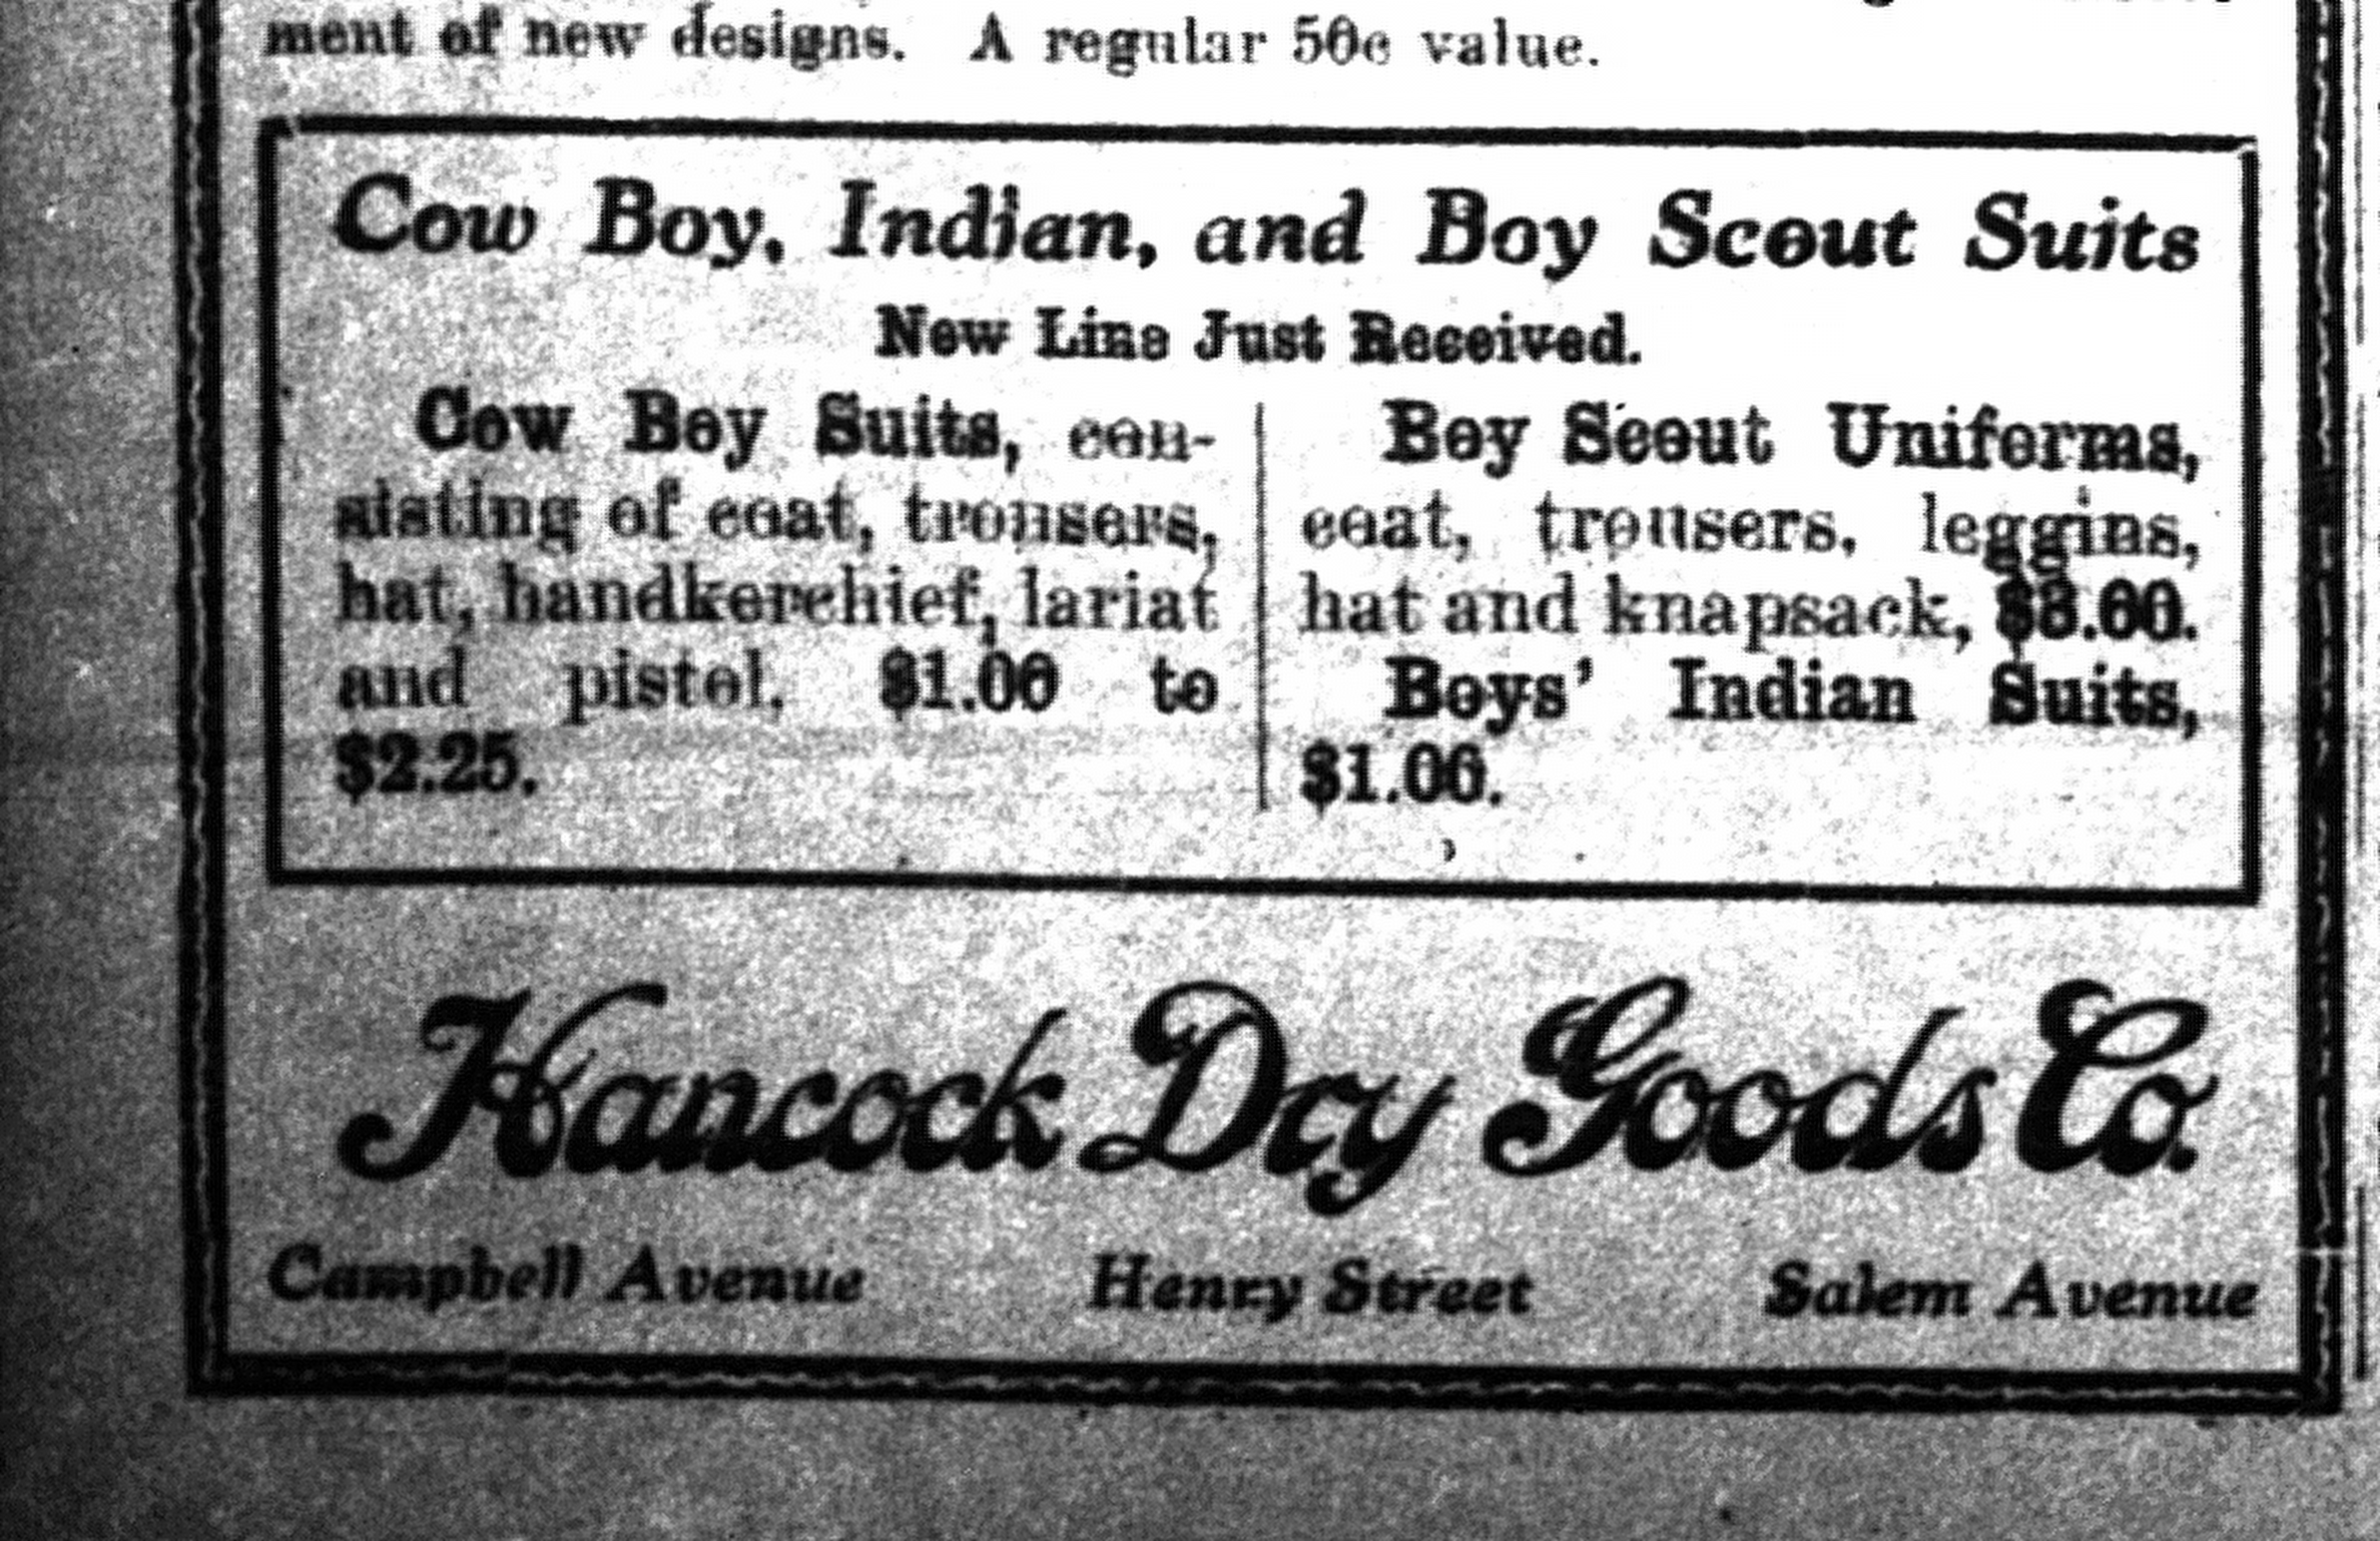 ment of new designs. A regular 50c value.
Cow Boy, Indian, and Boy Scout Suits
New Line Just Received.
Cow Boy Suits, con-
sisting of coat, trousers,
hat, handkerchief, lariat
and pistol, $1.00 to
$2.25.
Boy Scout Uniforms,
coat, trousers, leggins,
hat and knapsack,
Boys' Indian Suits,
$1.00.
Hancock Dry Goods Co.
Campbell Avenue Henry Street Salem Avenue